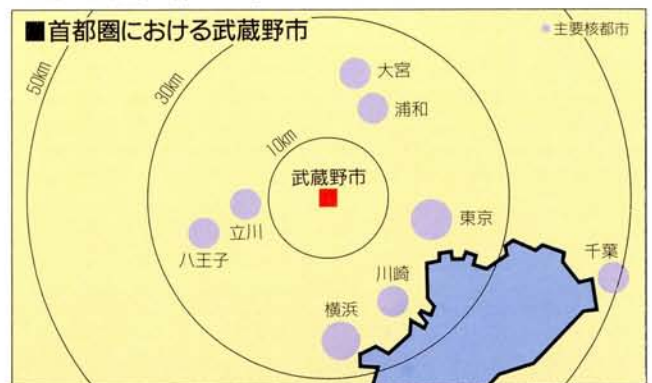 ■首都圏における武蔵野市
主要核都市
50km
30km
10km
大宮
浦和
武蔵野市
立川
八王子
東京
千葉
川崎
横浜